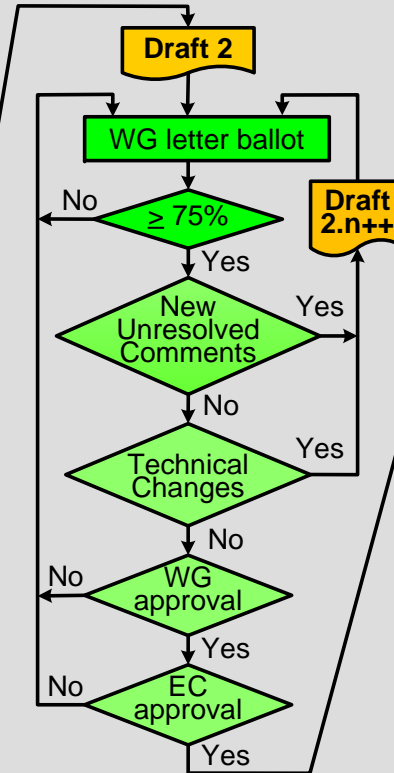 Draft 2
WG letter ballot
No
≥ 75%
Draft
2.n++
Yes
New
Unresolved
Comments
Yes
No
Technical
Changes
Yes
No
No
WG
approval
Yes
No
EC
approval
Yes